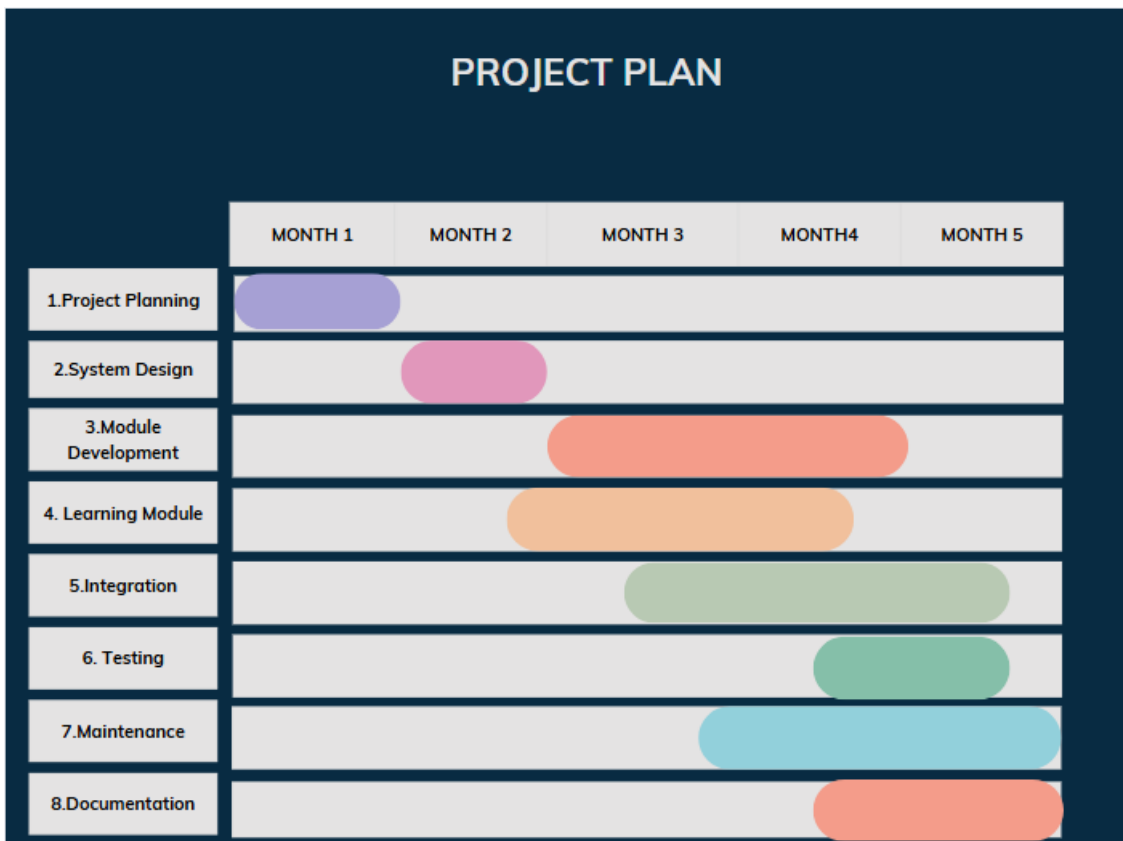 PROJECT PLAN
MONTH 1 MONTH 2 MONTH 3 MONTH4 MONTH 5
1.Project Planning
2.System Design
3.Module
Development
4. Learning Module
5.Integration
6. Testing
7.Maintenance
8.Documentation